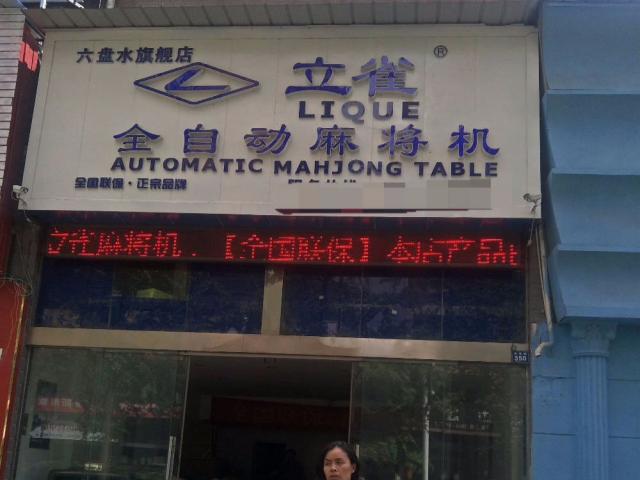 六盘水旗舰店
立雀®
LIQUE
全自动麻将机
AUTOMATIC MAHJONG TABLE
全国联保·正宗品牌
立雀麻将机，【全国联保】本店产品
350